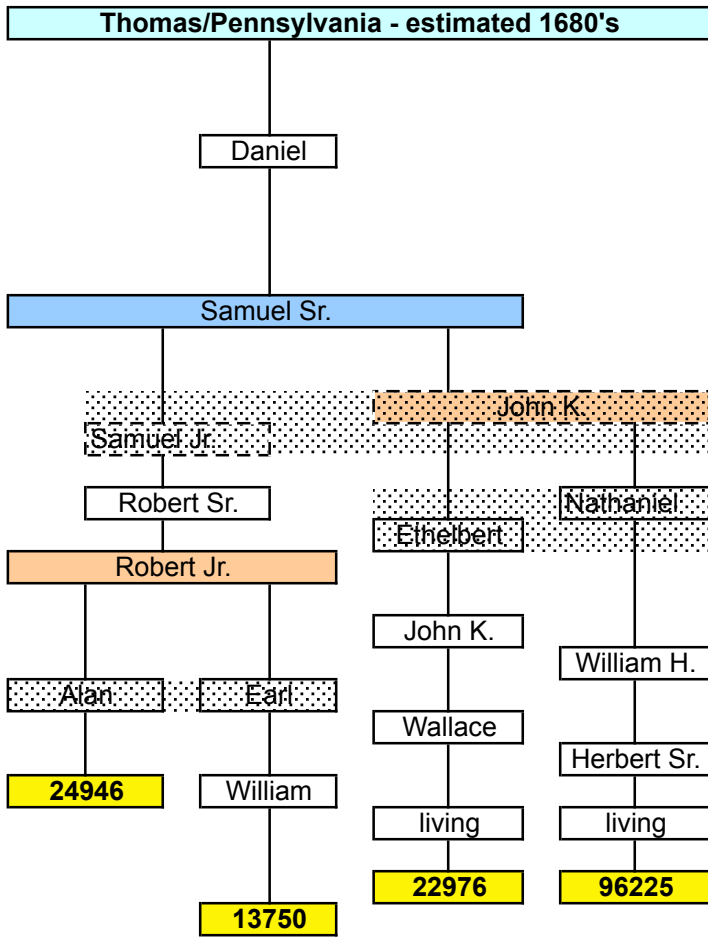 Thomas/Pennsylvania - estimated 1680's
Daniel
Samuel Sr.
John K.
Samuel Jr.
Robert Sr.
Nathaniel
Ethelbert
Robert Jr.
John K.
William H.
Alan
Earl
Wallace
Herbert Sr.
24946
William
living
living
22976
96225
13750